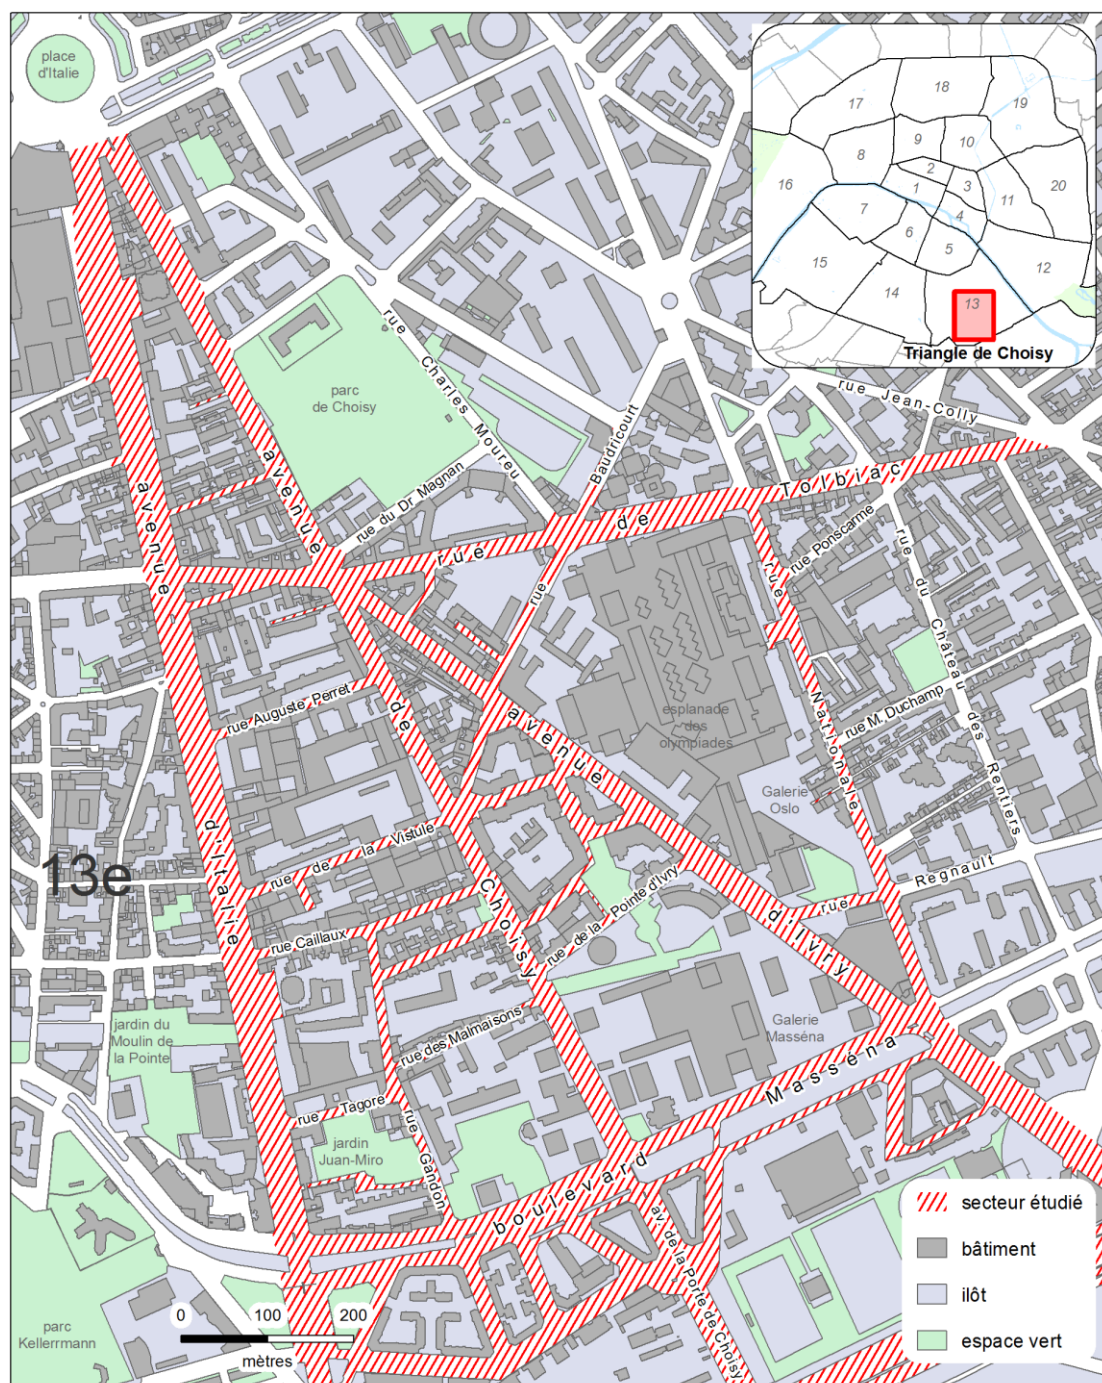 place
d'Italie
18
17
19
9
10
8
2
3
1
16
11
20
7
4
6
5
15
12
14
13
Triangle de Choisy
rue Charles Moureu
parc
de Choisy
rue Jean-Colly
rue Baudricourt
avenue d'Italie
avenue de Choisy
rue du Dr Magnan
rue de Tolbiac
rue Ponscarme
rue du Château des Rentiers
rue Nationale
rue Auguste Perret
avenue d'Ivry
esplanade
des
olympiades
rue M. Duchamp
Galerie
Oslo
rue de la Vistule
13e
rue Regnault
rue de la Pointe d'Ivry
rue Caillaux
jardin du
Moulin de
la Pointe
rue des Malmaisons
Galerie
Masséna
boulevard Masséna
rue Tagore
rue Gandon
jardin
Juan-Miro
av. de la Porte de Choisy
secteur étudié
bâtiment
ilôt
espace vert
parc
Kellerrmann
0 100 200
mètres